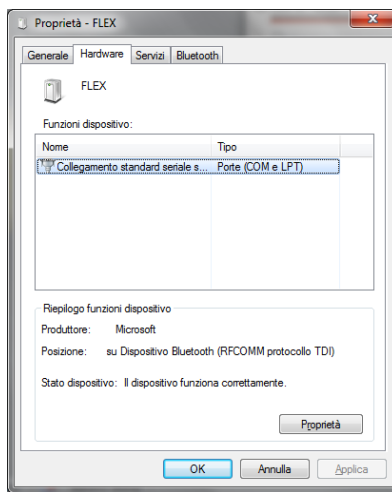 Proprietà - FLEX
Generale Hardware Servizi Bluetooth
FLEX
Funzioni dispositivo:
Nome Tipo
Collegamento standard seriale s... Porte (COM e LPT)
Riepilogo funzioni dispositivo
Produttore: Microsoft
Posizione: su Dispositivo Bluetooth (RFCOMM protocollo TDI)
Stato dispositivo: Il dispositivo funziona correttamente.
Proprietà
OK Annulla Applica